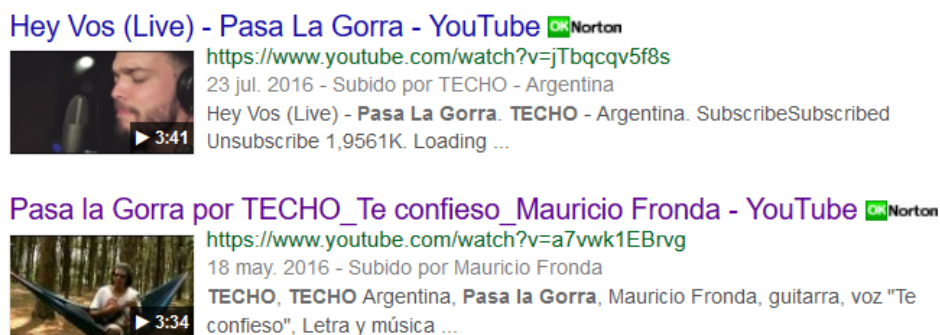 Hey Vos (Live) - Pasa La Gorra - YouTube OK Norton
https://www.youtube.com/watch?v=jTbqcqv5f8s
23 jul. 2016 - Subido por TECHO - Argentina
Hey Vos (Live) - Pasa La Gorra. TECHO - Argentina. SubscribeSubscribed
3:41
Unsubscribe 1,9561K. Loading ...
Pasa la Gorra por TECHO_Te confieso_Mauricio Fronda - YouTube OK Norton
https://www.youtube.com/watch?v=a7vwk1EBrvg
18 may. 2016 - Subido por Mauricio Fronda
TECHO, TECHO Argentina, Pasa la Gorra, Mauricio Fronda, guitarra, voz "Te
3:34
confieso", Letra y música ...